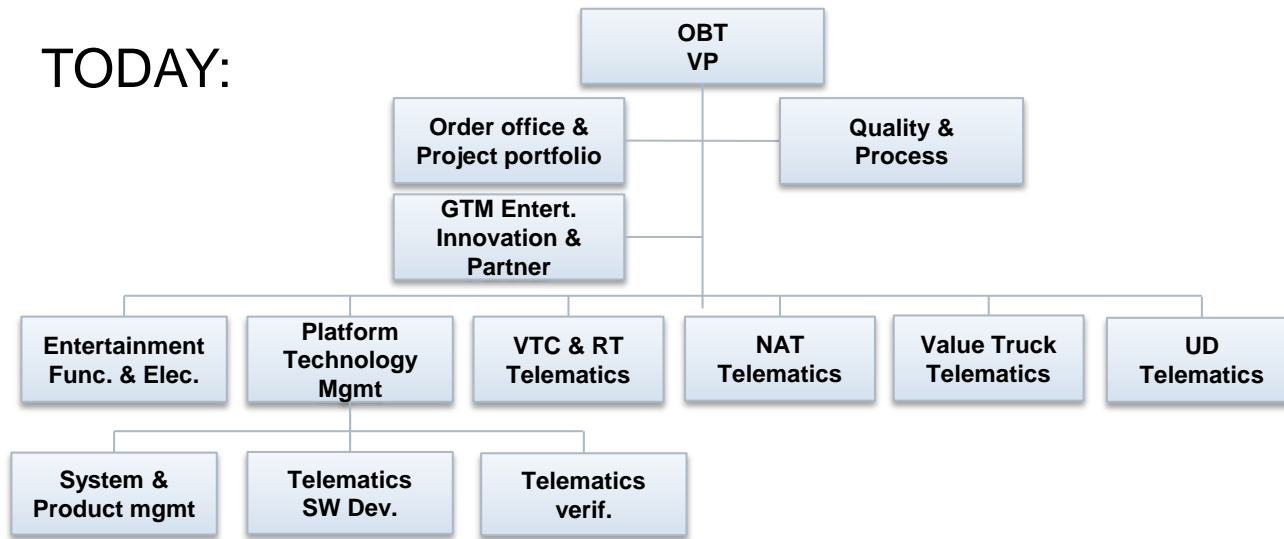 TODAY:
OBT
VP
Order office &
Project portfolio
Quality &
Process
GTM Entert.
Innovation &
Partner
Entertainment
Func. & Elec.
Platform
Technology
Mgmt
VTC & RT
Telematics
NAT
Telematics
Value Truck
Telematics
UD
Telematics
System &
Product mgmt
Telematics
SW Dev.
Telematics
verif.